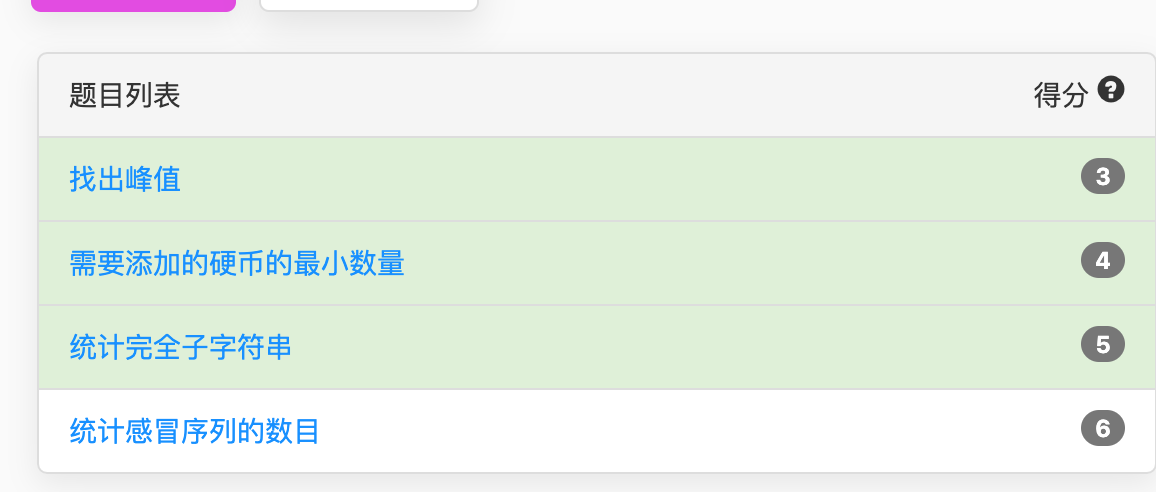 题目列表 得分 ?
找出峰值 3
需要添加的硬币的最小数量 4
统计完全子字符串 5
统计感冒序列的数目 6